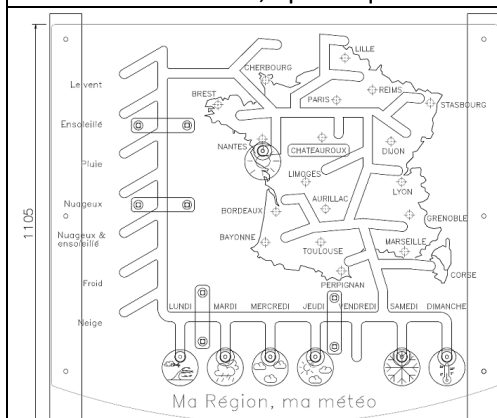 LILLE
CHERBOURG
REIMS
BREST
PARIS
STASBOURG
Le vent
Ensoleillé
Pluie
Nuageux
Nuageux &
ensoleillé
Froid
Neige
NANTES
CHATEAUROUX
DIJON
LIMOGES
LYON
AURILLAC
BORDEAUX
GRENOBLE
BAYONNE
TOULOUSE
MARSEILLE
PERPIGNAN
CORSE
1105
LUNDI MARDI MERCREDI JEUDI VENDREDI SAMEDI DIMANCHE
Ma Région, ma météo